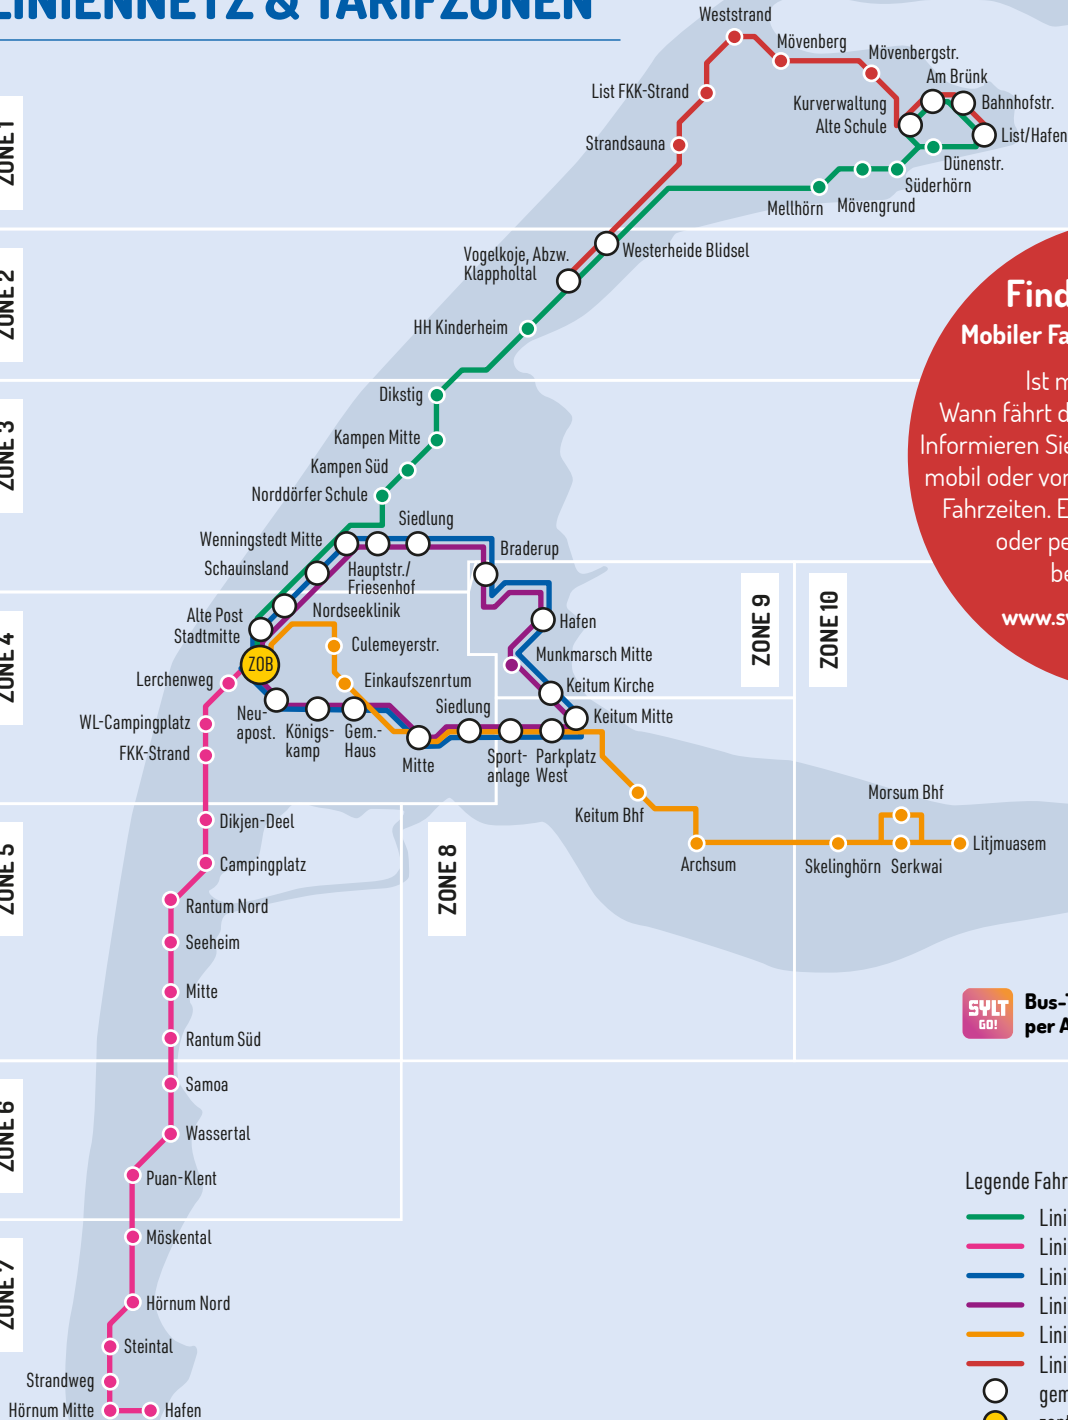 LINIENNETZ & TARIFZONEN
Weststrand
Mövenberg
Mövenbergstr.
Am Brünk
List FKK-Strand
Kurverwaltung
Bahnhofstr.
Alte Schule
List/Hafen
Strandsauna
Dünenstr.
Süderhörn
Mellhörn
Mövengrund
ZONE 1
Vogelkoje, Abzw.
Klappholtal
Westerheide Blidsel
ZONE 2
HH Kinderheim
Find
Mobiler Fa
Ist m
Wann fährt d
Informieren Sie
mobil oder vor
Fahrzeiten. E
oder pe
be
www.sy
Dikstig
Kampen Mitte
Kampen Süd
Norddörfer Schule
ZONE 3
Siedlung
Wenningstedt Mitte
Braderup
Schauinsland
Hauptstr./
Friesenhof
Nordseeklinik
Alte Post
Stadtmitte
Hafen
ZONE 9
ZONE 10
ZONE 4
ZOB
Culemeyerstr.
Munkmarsch Mitte
Lerchenweg
Einkaufszenrtum
Keitum Kirche
WL-Campingplatz
Neu-
apost.
Königs-
kamp
Gem.-
Haus
Siedlung
Keitum Mitte
FKK-Strand
Mitte
Sport-
anlage
Parkplatz
West
Morsum Bhf
Keitum Bhf
Dikjen-Deel
Campingplatz
Archsum
Skelinghörn
Serkwai
Litjmuasem
ZONE 5
ZONE 8
Rantum Nord
Seeheim
Mitte
Rantum Süd
SYLT
GO!
Bus-T
per A
Samoa
Wassertal
ZONE 6
Puan-Klent
Möskental
Hörnum Nord
ZONE 7
Steintal
Strandweg
Hörnum Mitte
Hafen
Legende Fahr
Lini
Lini
Lini
Lini
Lini
Lini
gem